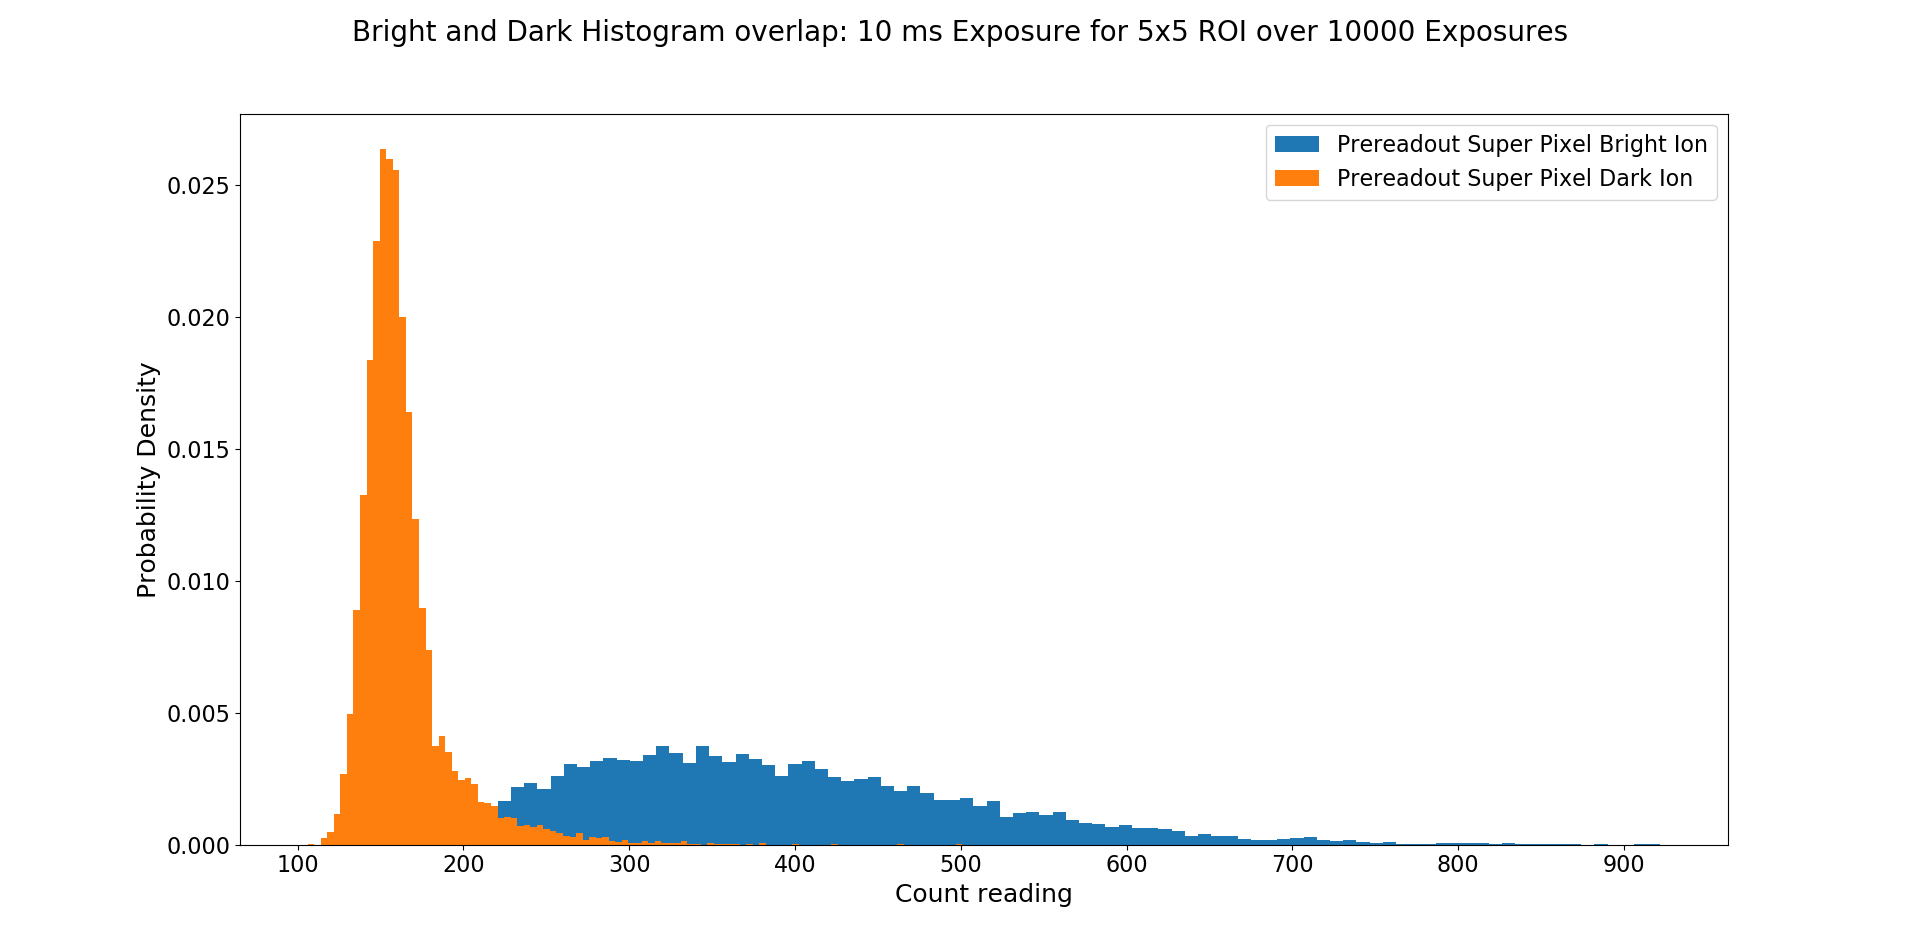 Bright and Dark Histogram overlap: 10 ms Exposure for 5x5 ROI over 10000 Exposures
Prereadout Super Pixel Bright Ion
Prereadout Super Pixel Dark Ion
Probability Density
0.025
0.020
0.015
0.010
0.005
0.000
100 200 300 400 500 600 700 800 900
Count reading